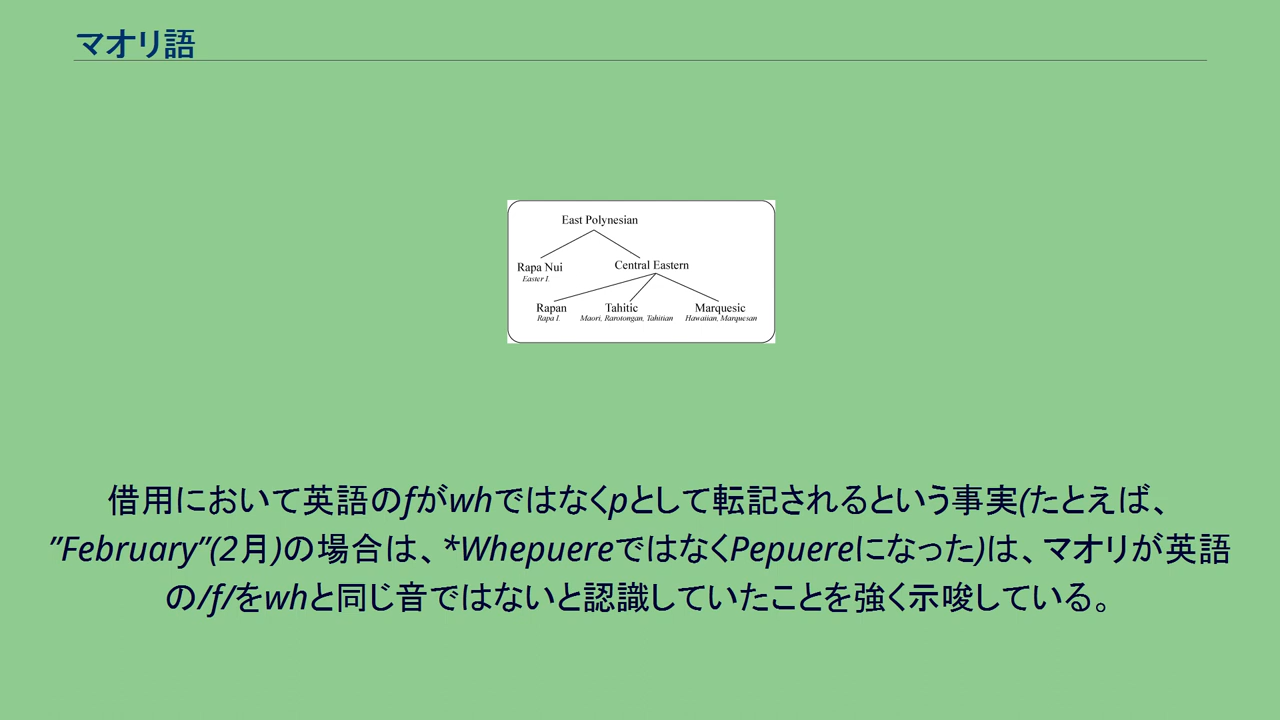 マオリ語
East Polynesian
Rapa Nui
Easter I.
Central Eastern
Rapan
Rapa I.
Tahitic
Maori, Rarotongan, Tahitian
Marquesic
Hawaiian, Marquesan
借用において英語のfがwhではなくpとして転記されるという事実(たとえば、
”February”(2月)の場合は、*WhepuereではなくPepuereになった)は、マオリが英語
の/f/をwhと同じ音ではないと認識していたことを強く示唆している。